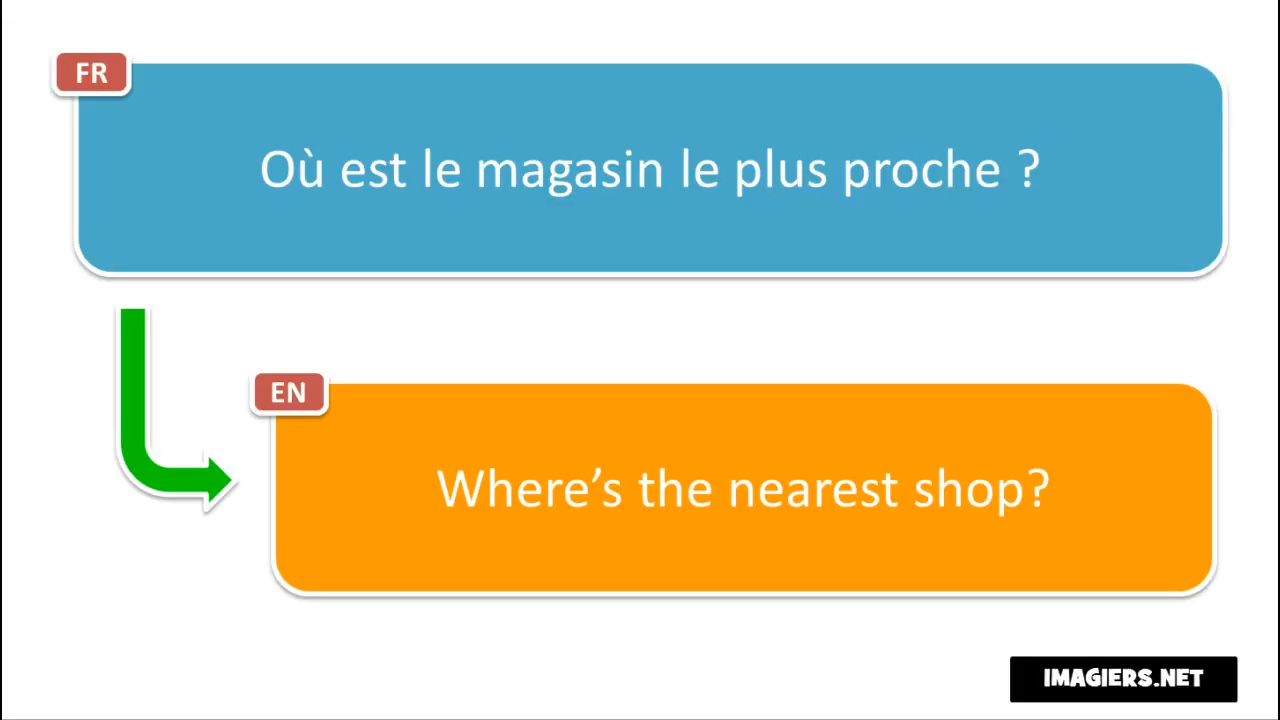 FR
Où est le magasin le plus proche ?
EN
Where’s the nearest shop?
IMAGIERS.NET